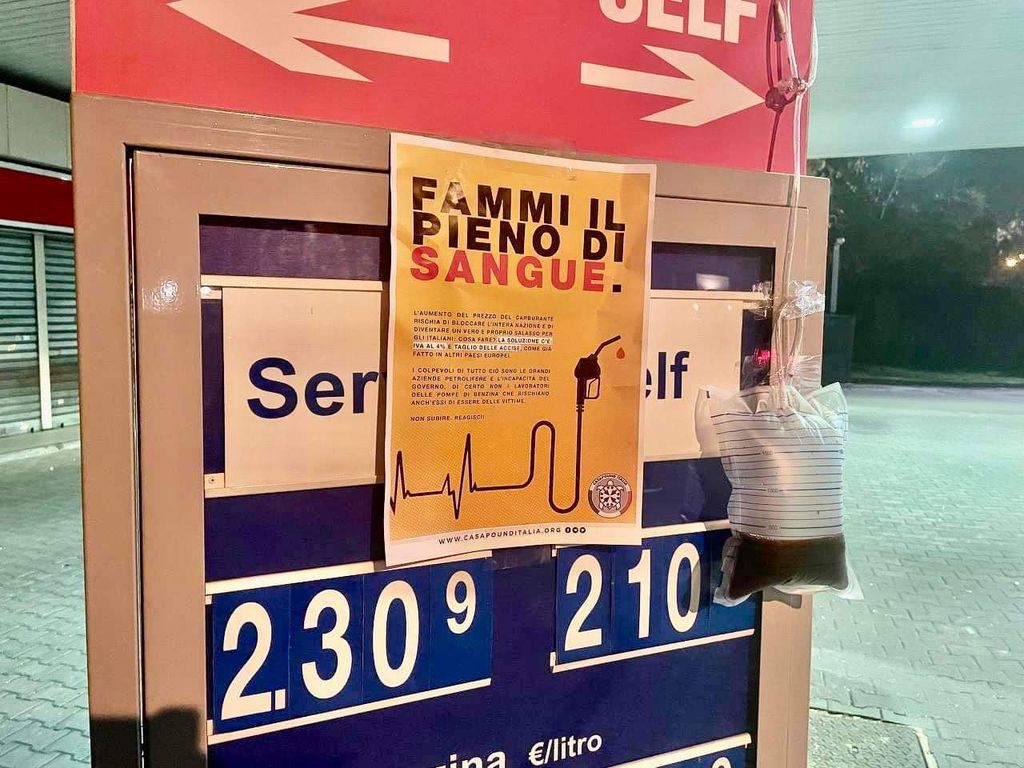 SELF
FAMMI IL
PIENO DI
SANGUE.
L'AUMENTO DEL PREZZO DEL CARBURANTE
RISCHIA DI BLOCCARE L'INTERA NAZIONE E DI
DIVENTARE UN VERO E PROPRIO SALASSO PER
GLI ITALIANI: COSA FARE? LA SOLUZIONE C'È
IVA AL 4% E TAGLIO DELLE ACCISE, COME GIÀ
FATTO IN ALTRI PAESI EUROPEI.
I COLPEVOLI DI TUTTO CIÒ SONO LE GRANDI
AZIENDE PETROLIFERE E L'INCAPACITÀ DEL
GOVERNO, DI CERTO NON I LAVORATORI
DELLE POMPE DI BENZINA CHE RISCHIANO
ANCH'ESSI DI ESSERE DELLE VITTIME.
NON SUBIRE. REAGISCI!
Ser elf
CASAPOUND ITALIA
WWW.CASAPOUNDITALIA.ORG
2.309 210
zina €/litro